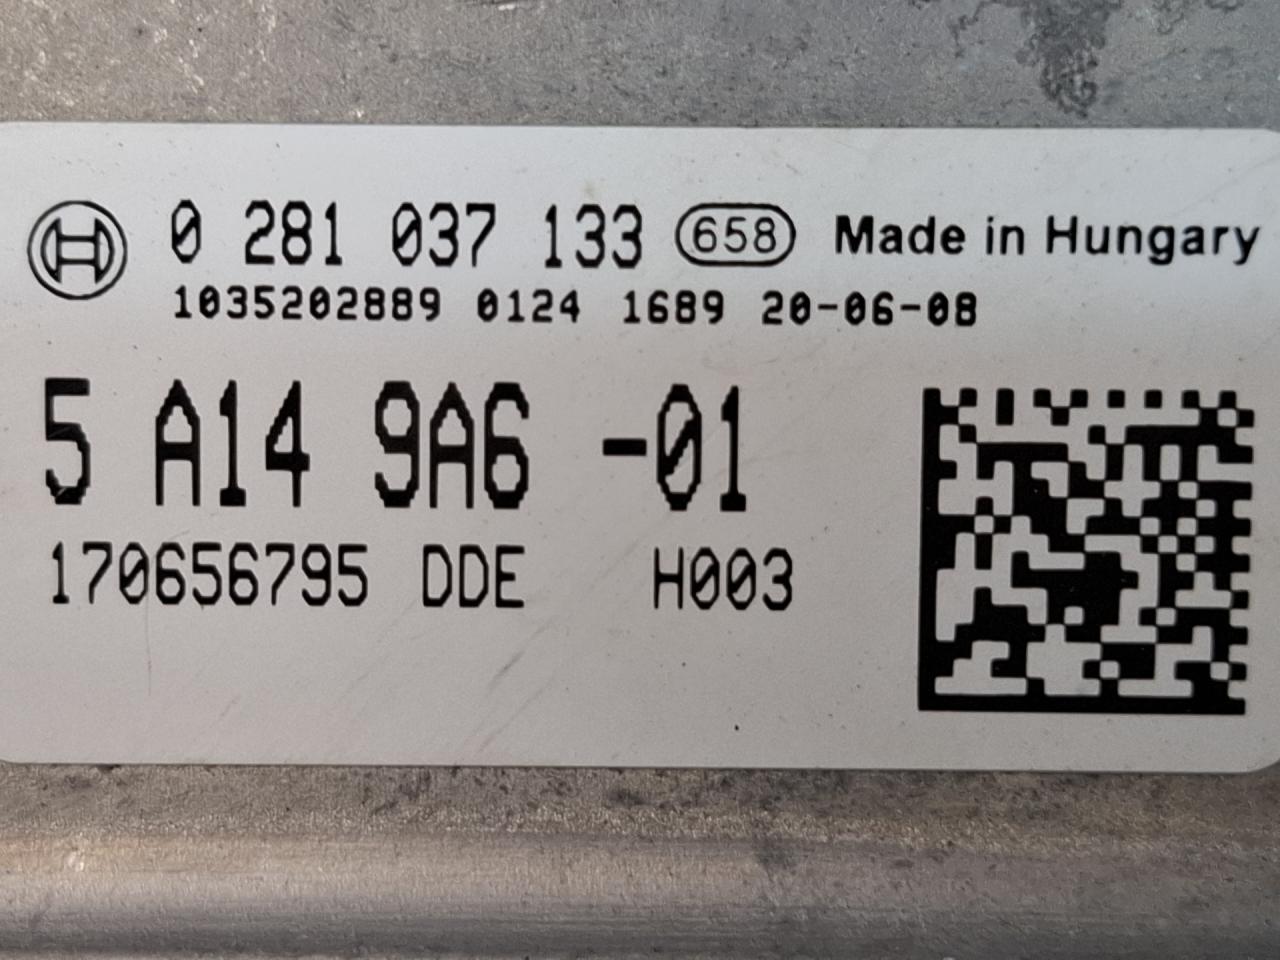 0 281 037 133 658 Made in Hungary
1035202889 0124 1689 20-06-08
5 A14 9A6 -01
170656795 DDE H003